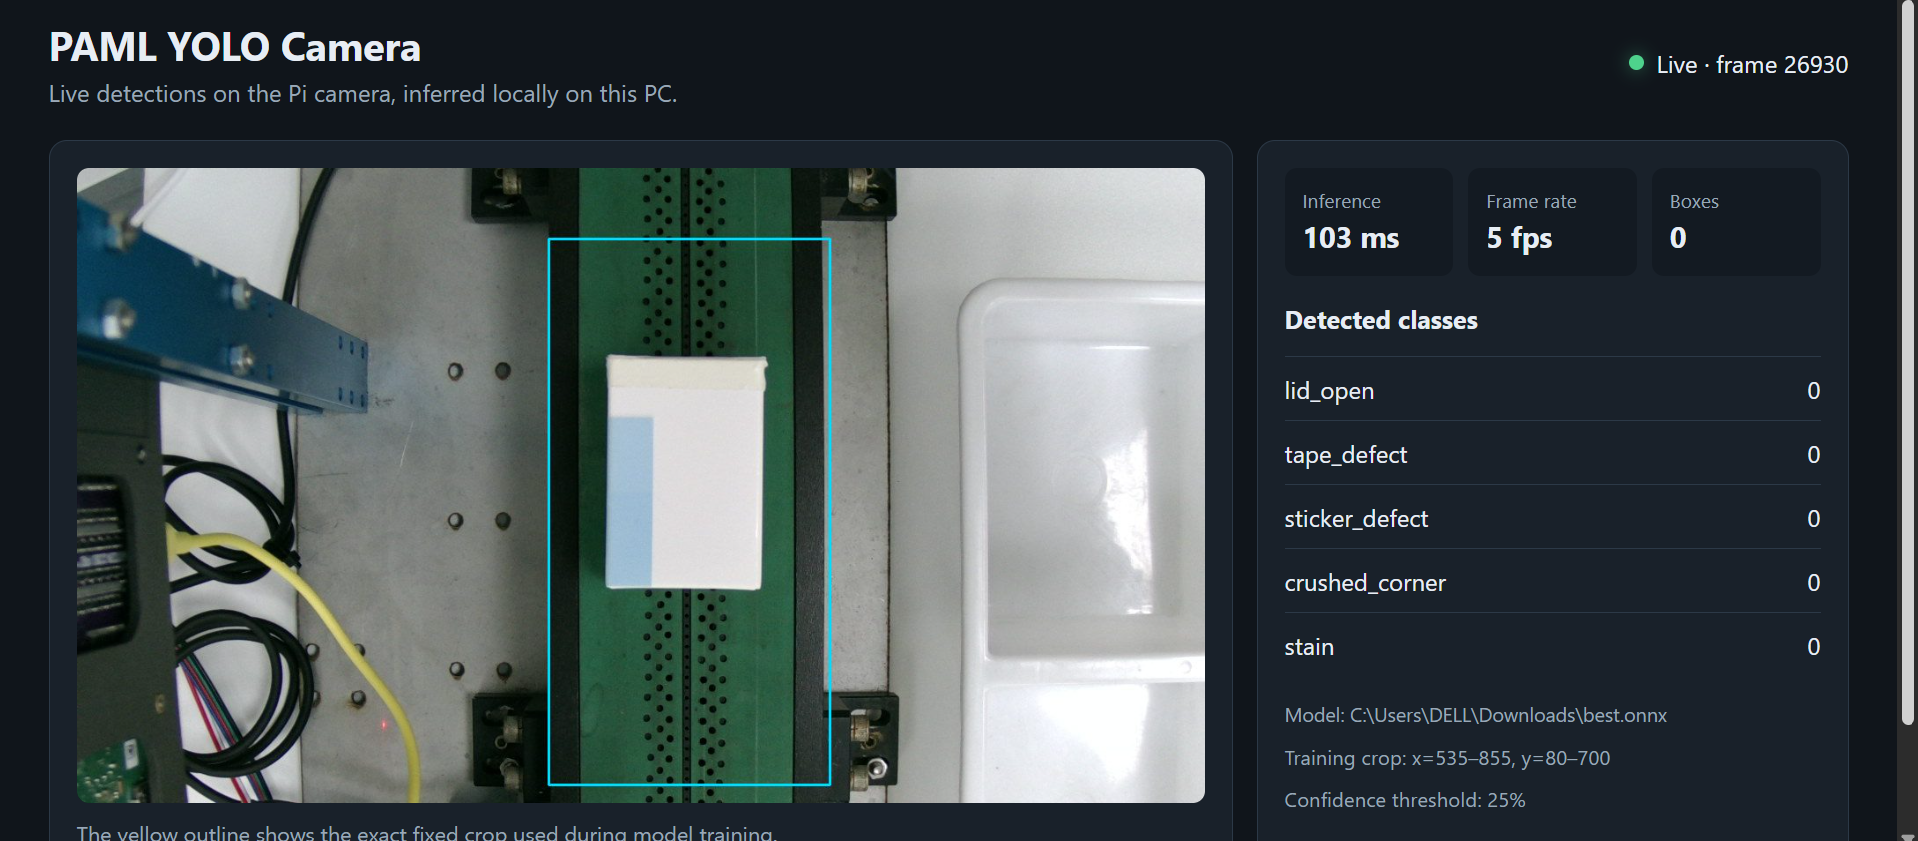 PAML YOLO Camera
Live detections on the Pi camera, inferred locally on this PC.
Live · frame 26930
Inference
103 ms
Frame rate
5 fps
Boxes
0
Detected classes
lid_open 0
tape_defect 0
sticker_defect 0
crushed_corner 0
stain 0
Model: C:\Users\DELL\Downloads\best.onnx
Training crop: x=535–855, y=80–700
Confidence threshold: 25%
The yellow outline shows the exact fixed crop used during model training.